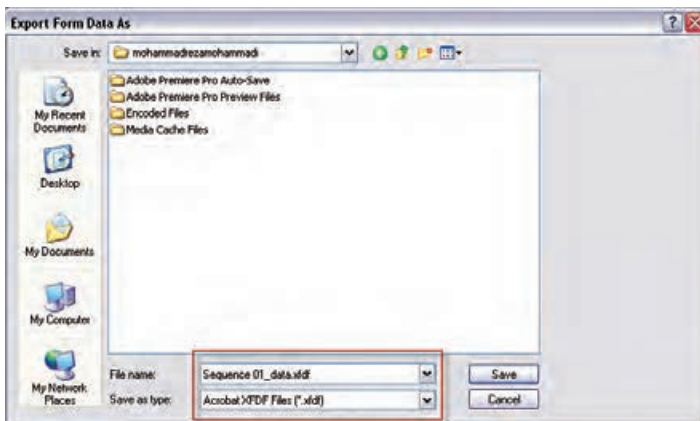 Export Form Data As
Save in: mohammadrezamohammadi
Adobe Premiere Pro Auto-Save
Adobe Premiere Pro Preview Files
Encoded Files
Media Cache Files
My Recent
Documents
Desktop
My Documents
My Computer
My Network
Places
File name: Sequence 01_data.xfdf
Save as type: Acrobat XFDF Files (*.xfdf)
Save
Cancel